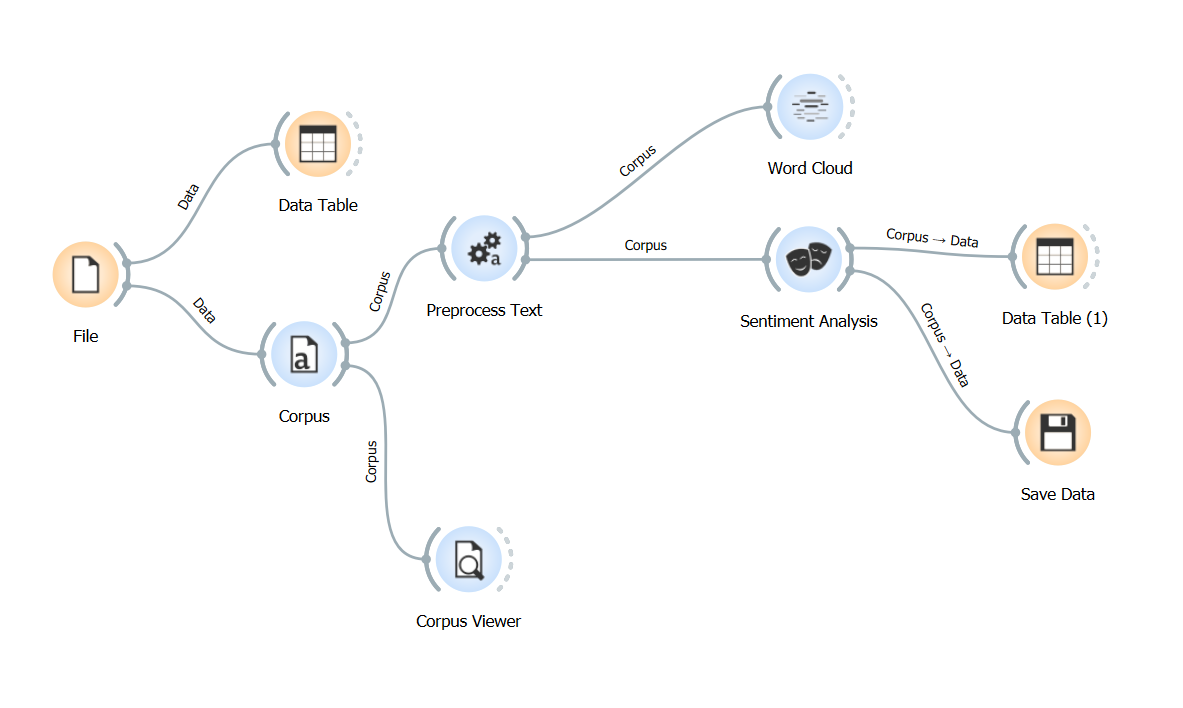 Word Cloud
Corpus
Data
Data Table
Corpus
Corpus → Data
Corpus
Preprocess Text
Sentiment Analysis
Data Table (1)
File
Data
Corpus → Data
Corpus
Corpus
Save Data
Corpus Viewer
a
a